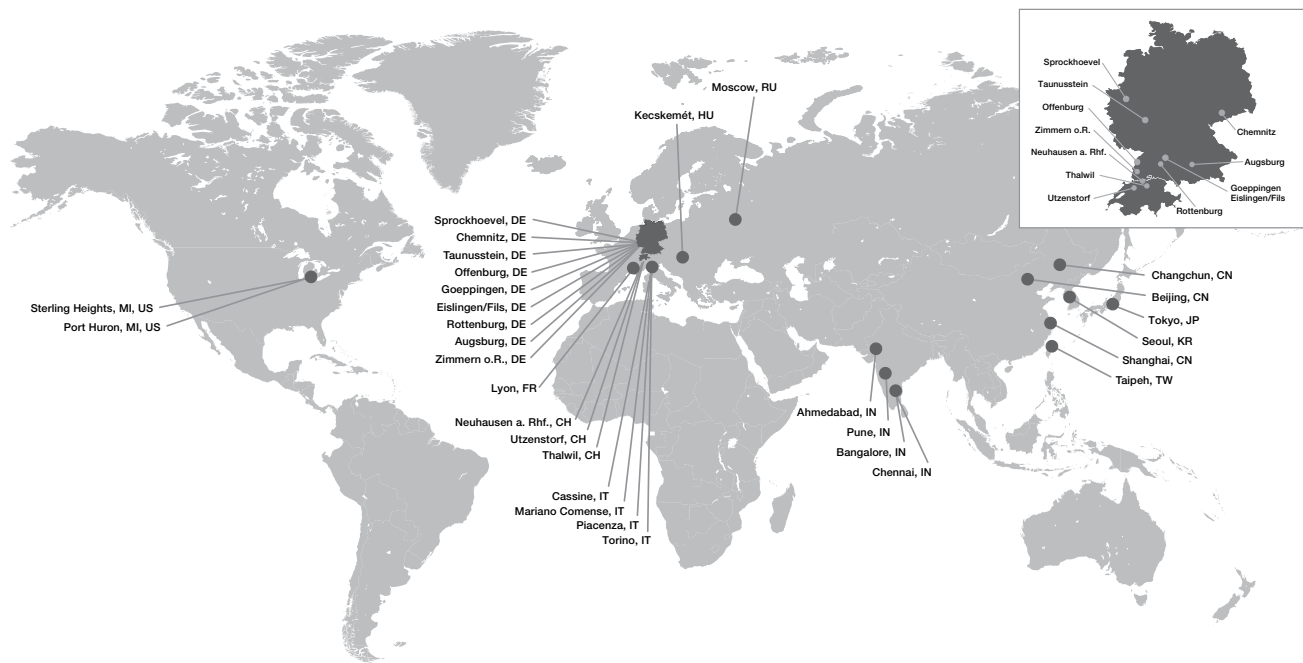 Moscow, RU
Kecskemét, HU
Sprockhoevel, DE
Chemnitz, DE
Taunusstein, DE
Offenburg, DE
Goeppingen, DE
Eislingen/Fils, DE
Rottenburg, DE
Augsburg, DE
Zimmern o.R., DE
Lyon, FR
Neuhausen a. Rhf., CH
Utzenstorf, CH
Thalwil, CH
Cassine, IT
Mariano Comense, IT
Piacenza, IT
Torino, IT
Sterling Heights, MI, US
Port Huron, MI, US
Ahmedabad, IN
Pune, IN
Bangalore, IN
Chennai, IN
Changchun, CN
Beijing, CN
Tokyo, JP
Seoul, KR
Shanghai, CN
Taipeh, TW
Sprockhoevel
Taunusstein
Offenburg
Zimmern o.R.
Neuhausen a. Rhf.
Thalwil
Utzenstorf
Chemnitz
Augsburg
Goeppingen
Eislingen/Fils
Rottenburg